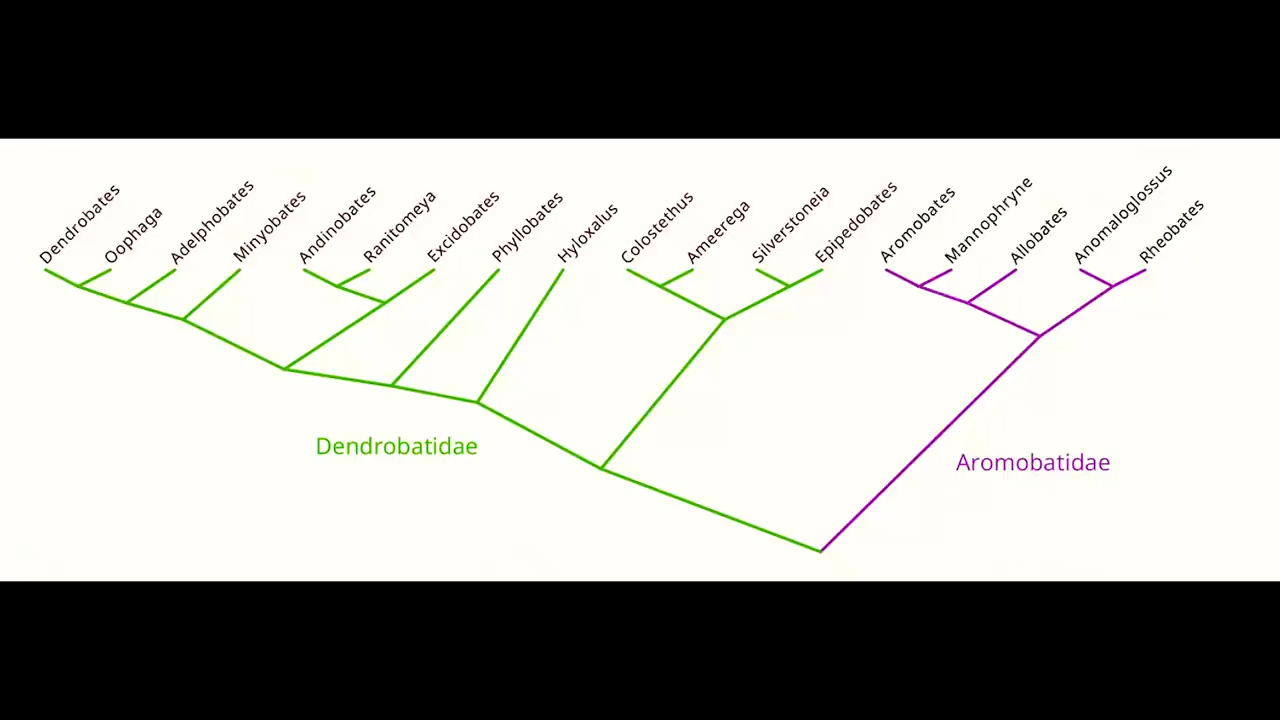 Dendrobates
Oophaga
Adelphobates
Minyobates
Andinobates
Ranitomeya
Excidobates
Phyllobates
Hyloxalus
Colostethus
Ameerega
Silverstoneia
Epipedobates
Aromobates
Mannophryne
Allobates
Anomaloglossus
Rheobates
Dendrobatidae
Aromobatidae